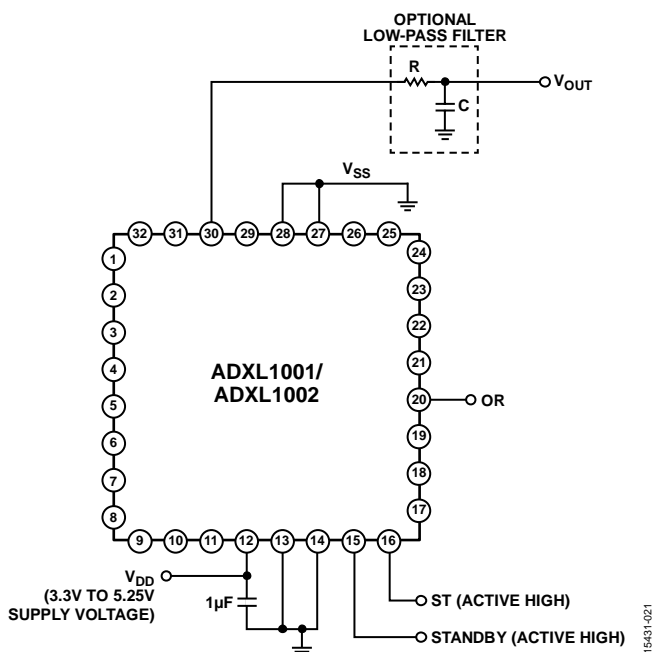 OPTIONAL
LOW-PASS FILTER
R
C
VOUT
VSS
32
31
30
29
28
27
26
25
1
2
3
4
5
6
7
8
24
23
22
21
20
19
18
17
ADXL1001/
ADXL1002
OR
9
10
11
12
13
14
15
16
VDD
(3.3V TO 5.25V
SUPPLY VOLTAGE)
1µF
ST (ACTIVE HIGH)
STANDBY (ACTIVE HIGH)
15431-021